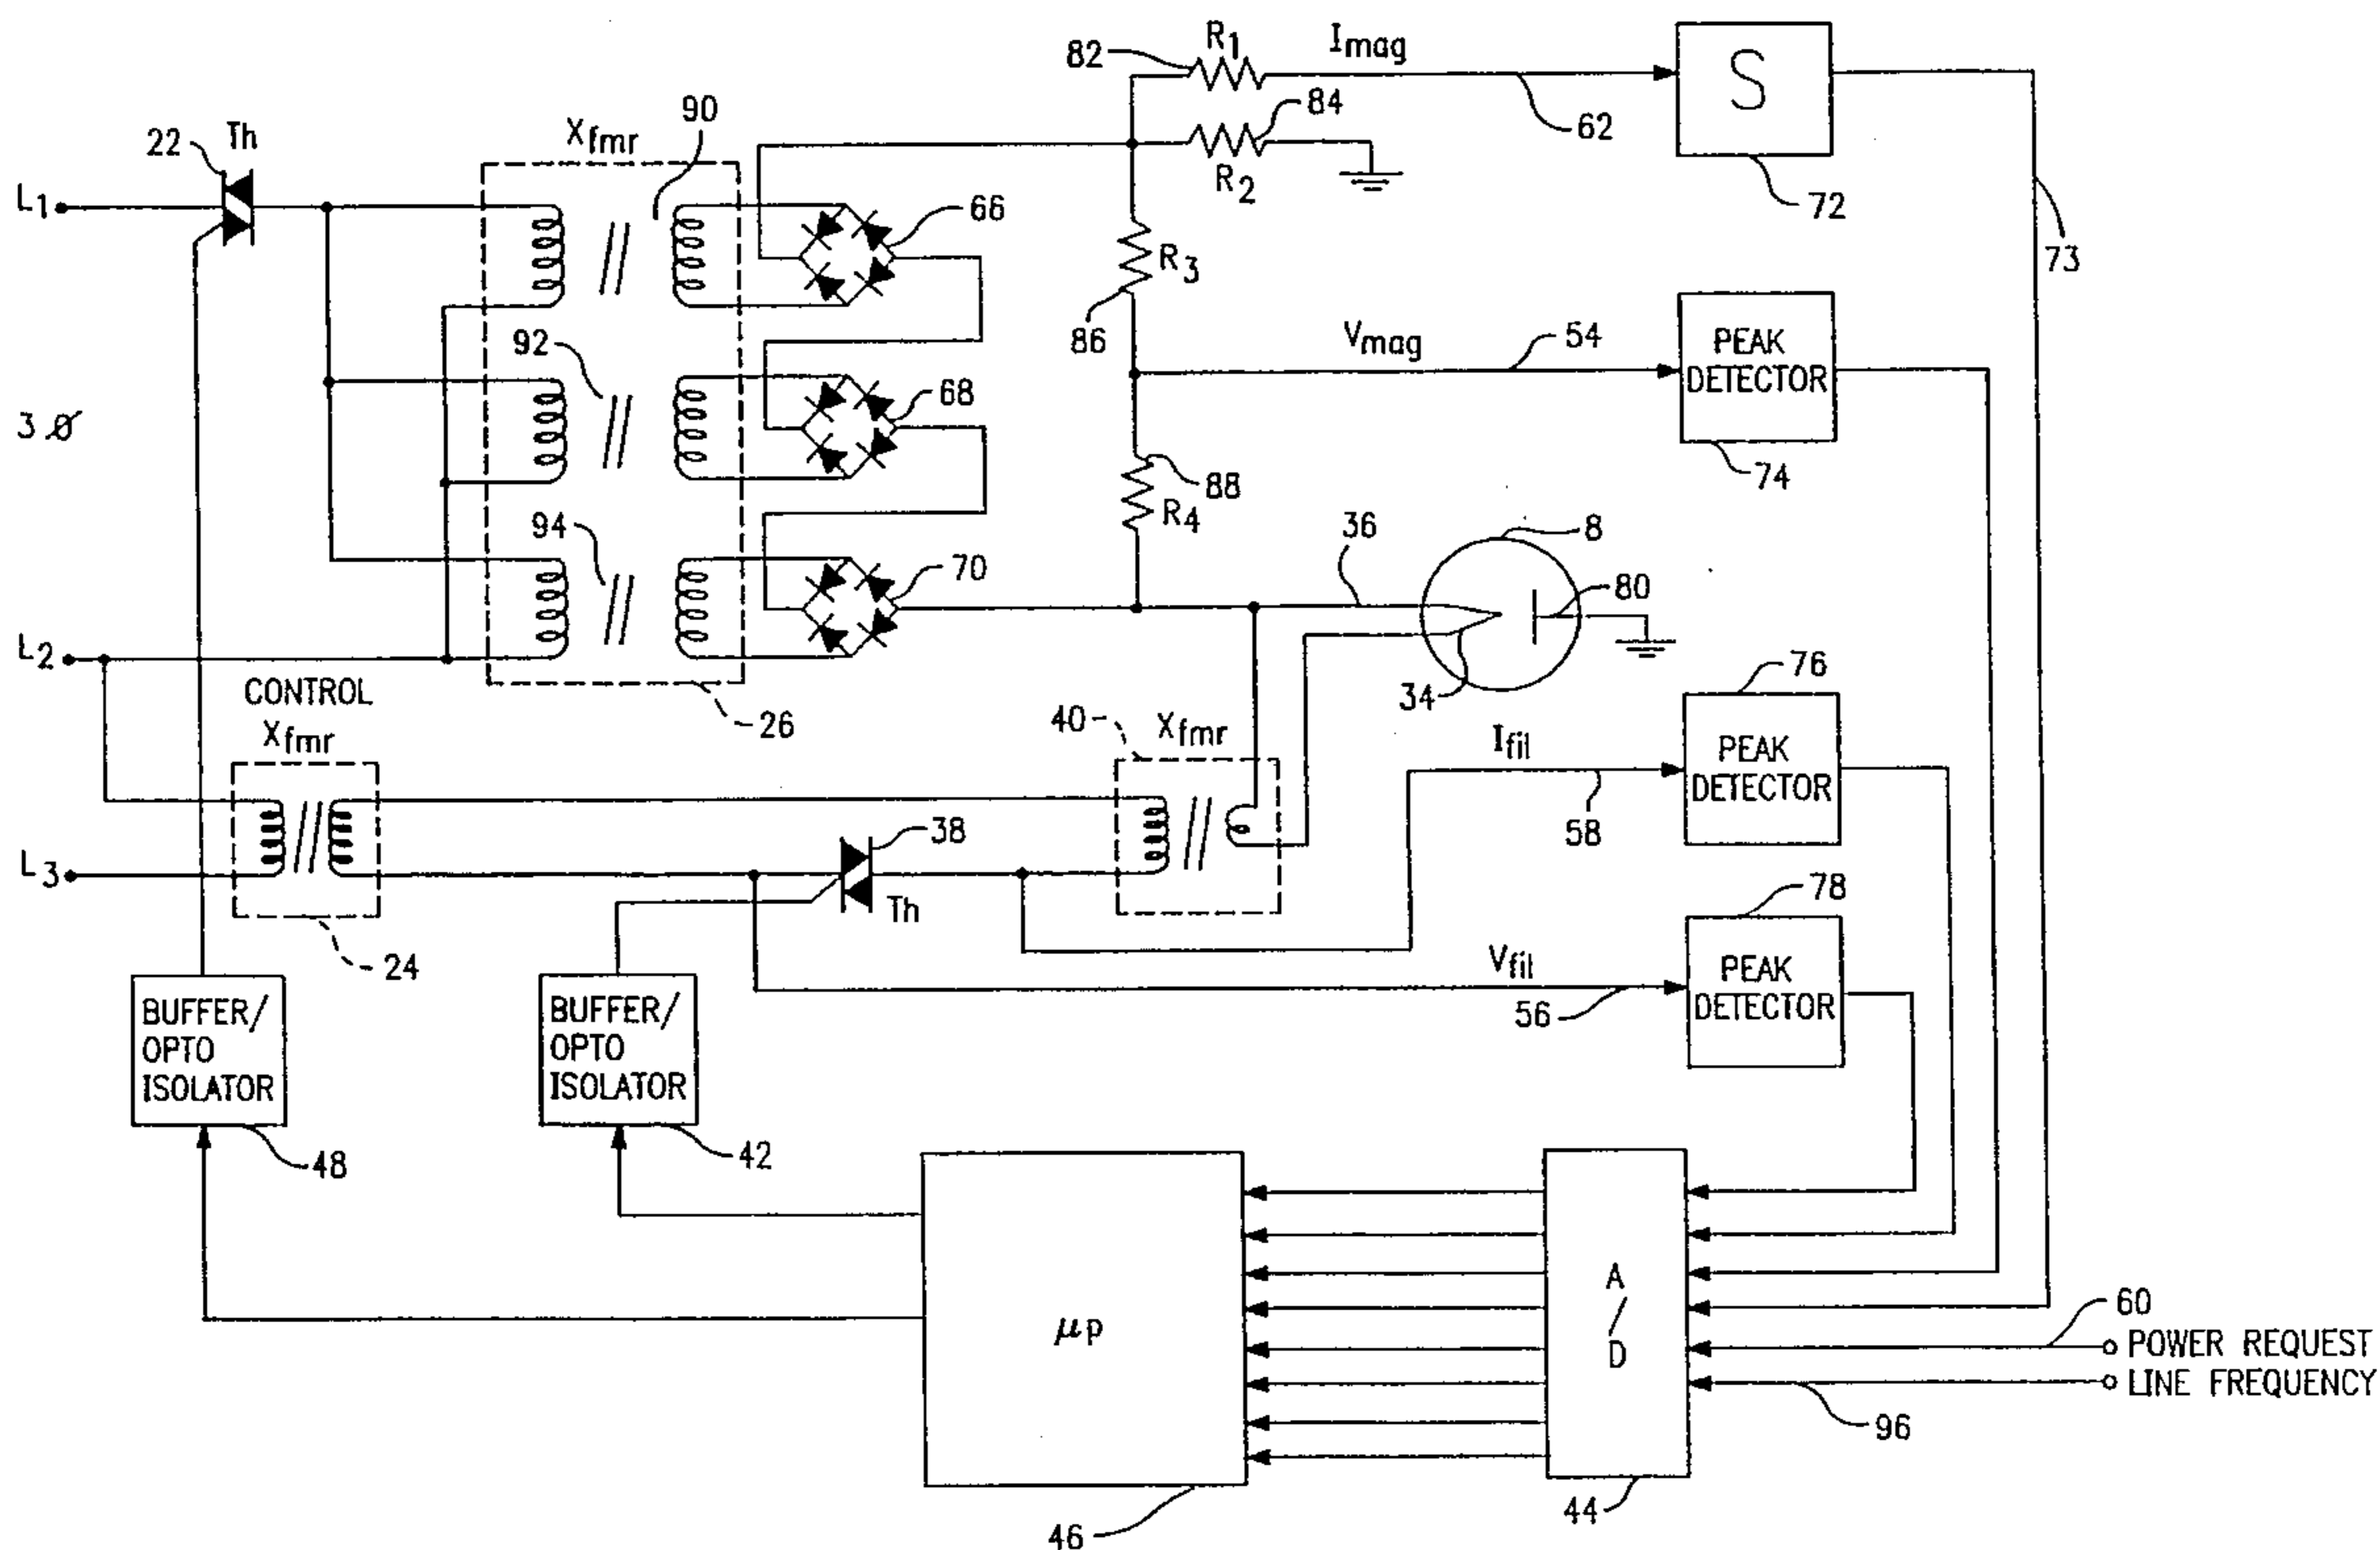 82
R1
Imag
S
84
62
R2
72
73
22
Th
Xfmr
90
66
L1
R3
86
Vmag
54
PEAK
DETECTOR
74
92
68
3 Ø
88
R4
94
70
36
8
80
34
L2
CONTROL
Xfmr
26
40
Xfmr
Ifil
58
76
PEAK
DETECTOR
L3
38
Th
24
78
Vfil
56
PEAK
DETECTOR
BUFFER/
OPTO
ISOLATOR
48
BUFFER/
OPTO
ISOLATOR
42
µp
46
A
/
D
44
60
POWER REQUEST
LINE FREQUENCY
96